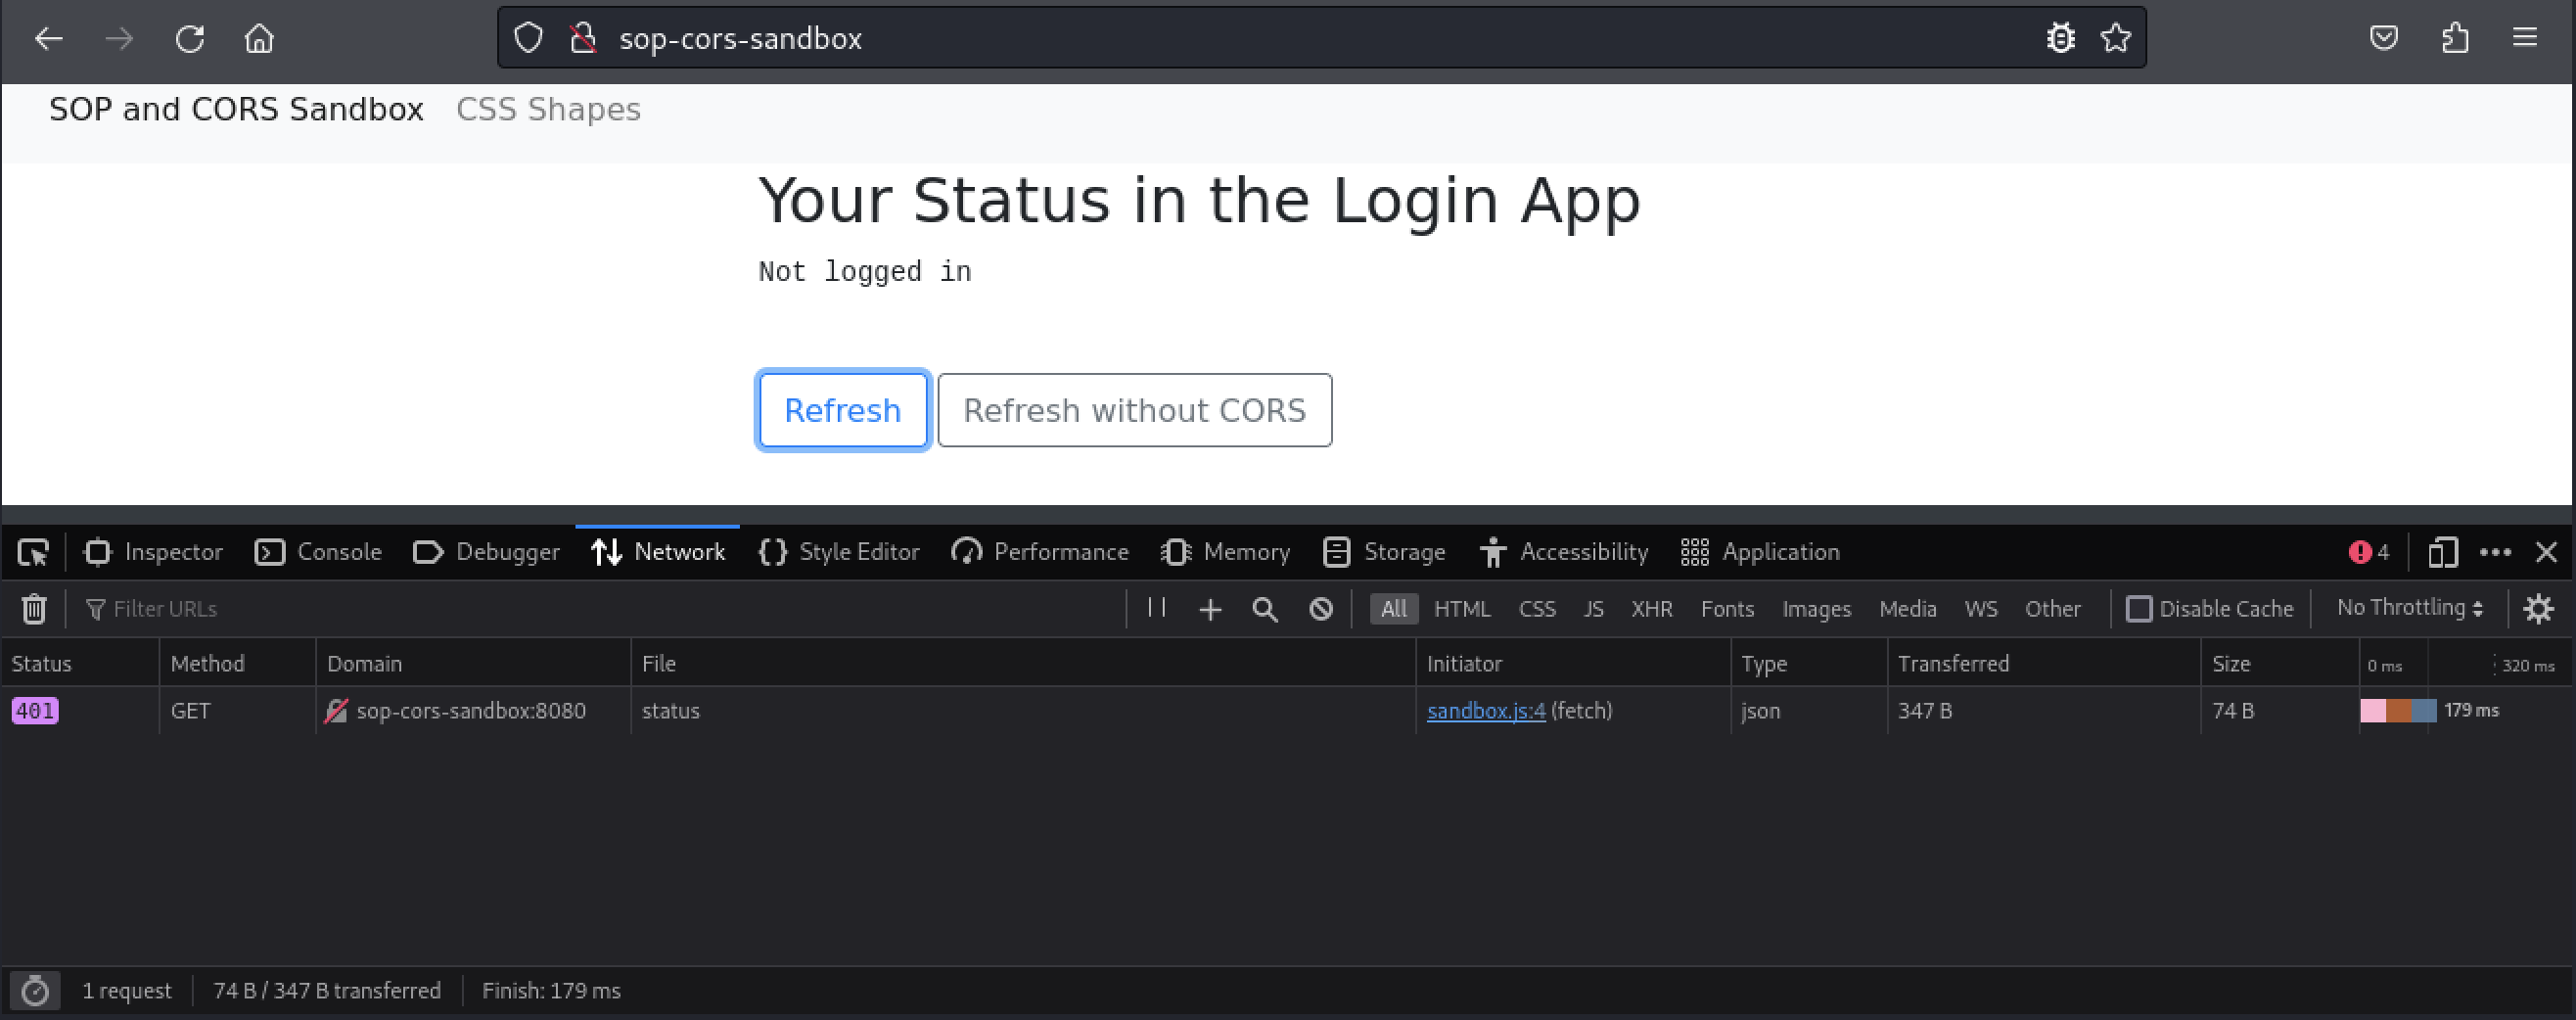 sop-cors-sandbox
SOP and CORS Sandbox CSS Shapes
Your Status in the Login App
Not logged in
Refresh Refresh without CORS
Inspector Console Debugger Network Style Editor Performance Memory Storage Accessibility Application 4
Filter URLs All HTML CSS JS XHR Fonts Images Media WS Other Disable Cache No Throttling
Status Method Domain File Initiator Type Transferred Size 0 ms 320 ms
401 GET sop-cors-sandbox:8080 status sandbox.js:4 (fetch) json 347 B 74 B 179 ms
1 request 74 B / 347 B transferred Finish: 179 ms